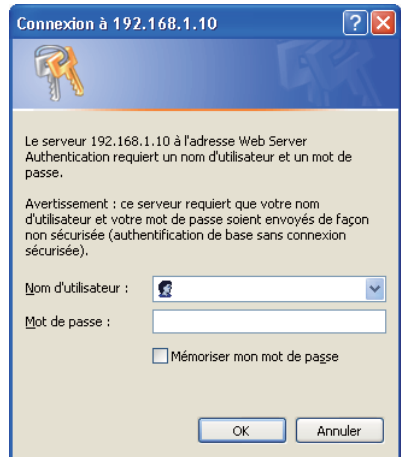 Connexion à 192.168.1.10
Le serveur 192.168.1.10 à l'adresse Web Server
Authentication requiert un nom d'utilisateur et un mot de
passe.
Avertissement : ce serveur requiert que votre nom
d'utilisateur et votre mot de passe soient envoyés de façon
non sécurisée (authentification de base sans connexion
sécurisée).
Nom d'utilisateur :
Mot de passe :
Mémoriser mon mot de passe
OK
Annuler